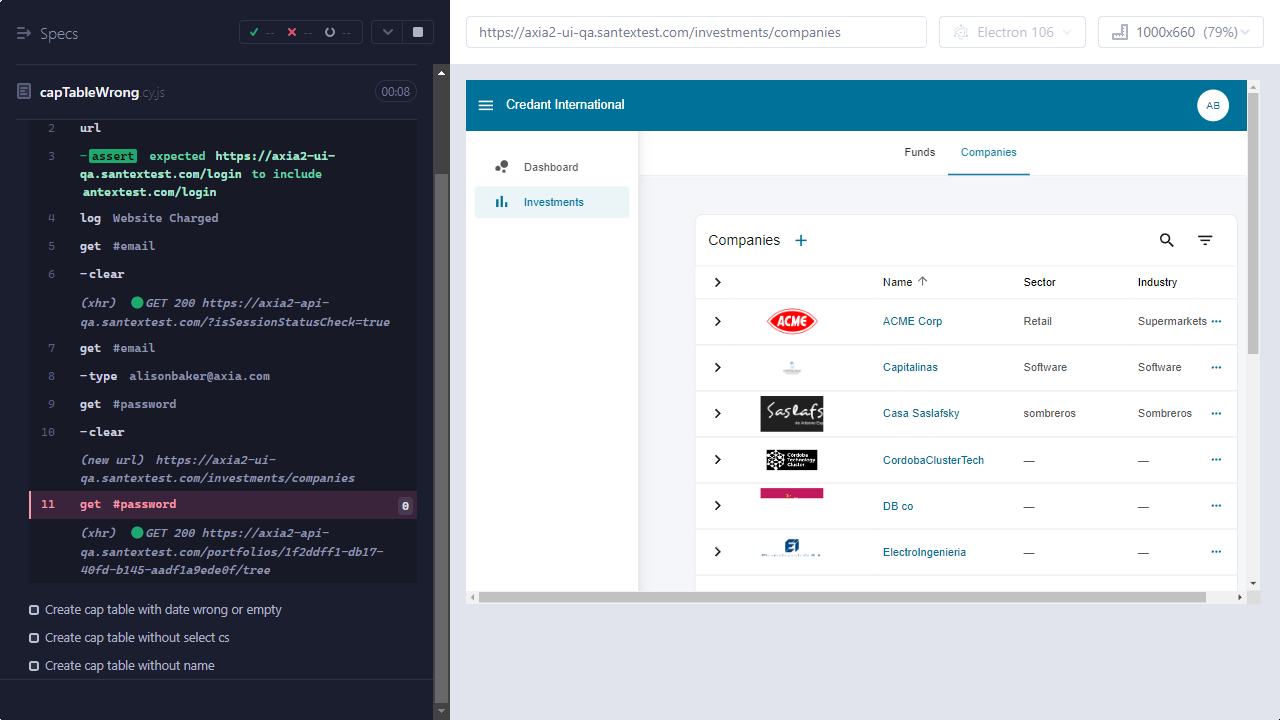 Specs
--
--
--
https://axia2-ui-qa.santextest.com/investments/companies
Electron 106
1000x660 (79%)
capTableWrong.cy.js
00:08
2 url
3 -assert expected https://axia2-ui-
qa.santextest.com/login to include
antextest.com/login
4 log Website Charged
5 get #email
6 -clear
(xhr) GET 200 https://axia2-api-
qa.santextest.com/?isSessionStatusCheck=true
7 get #email
8 -type alisonbaker@axia.com
9 get #password
10 -clear
(new url) https://axia2-ui-
qa.santextest.com/investments/companies
11 get #password 0
(xhr) GET 200 https://axia2-api-
qa.santextest.com/portfolios/1f2ddff1-db17-
40fd-b145-aadf1a9ede0f/tree
Create cap table with date wrong or empty
Create cap table without select cs
Create cap table without name
Credant International
AB
Dashboard
Investments
Funds
Companies
Companies +
Name Sector Industry
ACME ACME Corp Retail Supermarkets ...
Capitalinas Software Software ...
Saslafs Casa Saslafsky sombreros Sombreros ...
Córdoba
Technology
Cluster
CordobaClusterTech — — ...
DB co — — ...
EI ElectroIngenieria — — ...